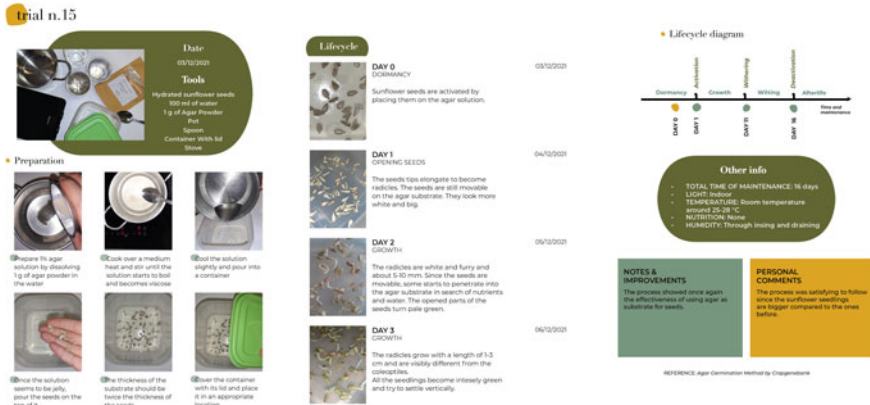 trial n.15
Date
03/12/2021
Tools
Hydrated sunflower seeds
100 ml of water
1 g of Agar Powder
Pot
Spoon
Container With lid
Stove
Preparation
Prepare 1% agar
solution by dissolving
1 g of agar powder in
the water
Cook over a medium
heat and stir until the
solution starts to boil
and becomes viscose
Cool the solution
slightly and pour into
a container
Once the solution
seems to be jelly,
pour the seeds on the
The thickness of the
substrate should be
twice the thickness of
Cover the container
with its lid and place
it in an appropriate
Lifecycle
DAY 0
DORMANCY
03/12/2021
Sunflower seeds are activated by
placing them on the agar solution.
DAY 1
OPENING SEEDS
04/12/2021
The seeds tips elongate to become
radicles. The seeds are still movable
on the agar substrate. They look more
white and big.
DAY 2
GROWTH
05/12/2021
The radicles are white and furry and
about 5-10 mm. Since the seeds are
movable, some starts to penetrate into
the agar substrate in search of nutrients
and water. The opened parts of the
seeds turn pale green.
DAY 3
GROWTH
06/12/2021
The radicles grow with a length of 1-3
cm and are visibly different from the
coleoptiles.
All the seedlings become intesely green
and try to settle vertically.
Lifecycle diagram
Dormancy
Activation
Growth
Withering
Wilting
Deactivation
Afterlife
Time and
maintenance
DAY 0
DAY 1
DAY 11
DAY 16
Other info
TOTAL TIME OF MAINTENANCE: 16 days
LIGHT: Indoor
TEMPERATURE: Room temperature
around 25-28 °C
NUTRITION: None
HUMIDITY: Through insing and draining
NOTES &
IMPROVEMENTS
The process showed once again
the effectiveness of using agar as
substrate for seeds.
PERSONAL
COMMENTS
The process was satisfying to follow
since the sunflower seedlings
are bigger compared to the ones
before.
REFERENCE: Agar Germination Method by Cropgenebank